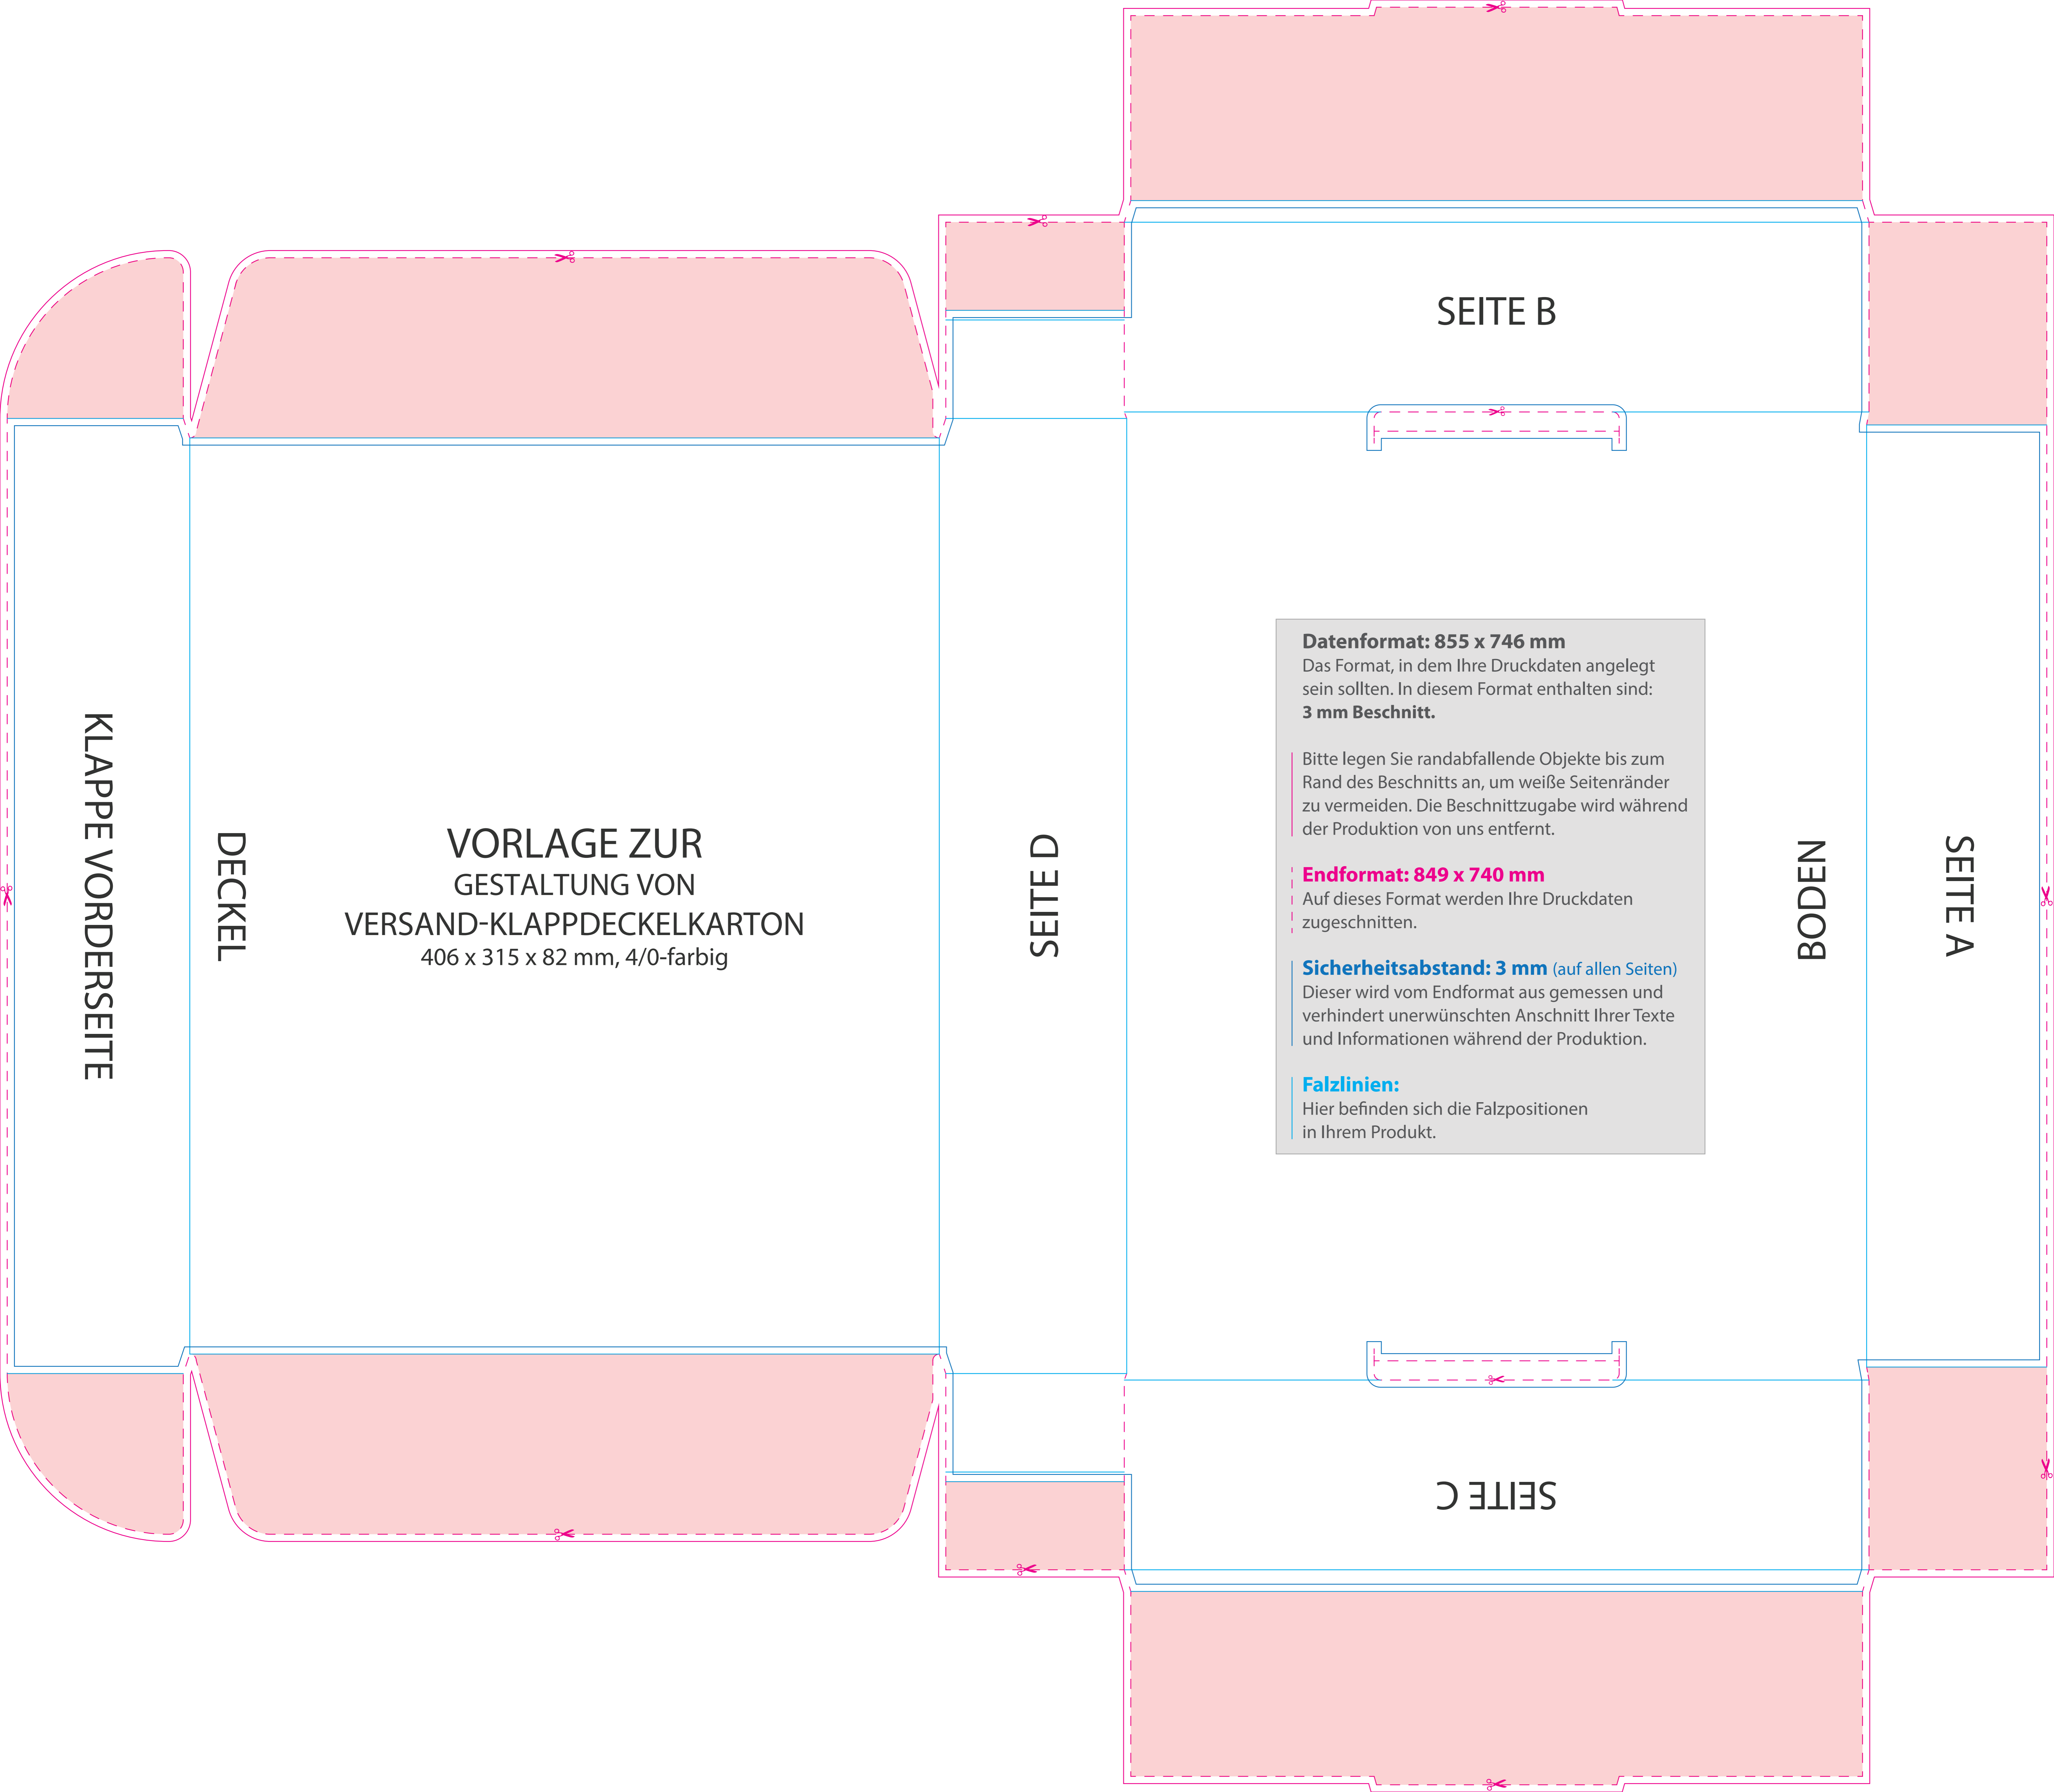 SEITE B
KLAPPE VORDERSEITE
DECKEL
VORLAGE ZUR
GESTALTUNG VON
VERSAND-KLAPPDECKELKARTON
406 x 315 x 82 mm, 4/0-farbig
SEITE D
Datenformat: 855 x 746 mm
Das Format, in dem Ihre Druckdaten angelegt
sein sollten. In diesem Format enthalten sind:
3 mm Beschnitt.
Bitte legen Sie randabfallende Objekte bis zum
Rand des Beschnitts an, um weiße Seitenränder
zu vermeiden. Die Beschnittzugabe wird während
der Produktion von uns entfernt.
Endformat: 849 x 740 mm
Auf dieses Format werden Ihre Druckdaten
zugeschnitten.
Sicherheitsabstand: 3 mm (auf allen Seiten)
Dieser wird vom Endformat aus gemessen und
verhindert unerwünschten Anschnitt Ihrer Texte
und Informationen während der Produktion.
Falzlinien:
Hier befinden sich die Falzpositionen
in Ihrem Produkt.
BODEN
SEITE A
SEITE C